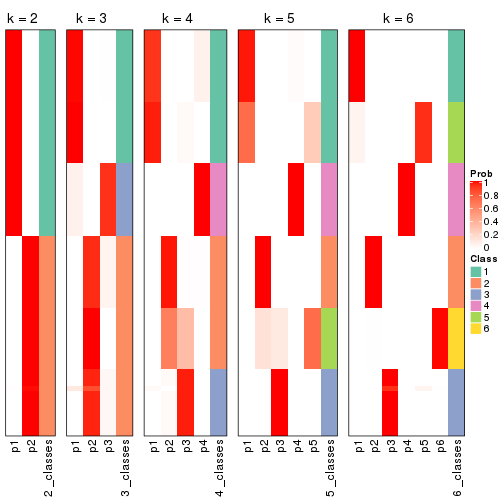 k = 2
k = 3
k = 4
k = 5
k = 6
p1
p2
2_classes
p1
p2
p3
3_classes
p1
p2
p3
p4
4_classes
p1
p2
p3
p4
p5
5_classes
p1
p2
p3
p4
p5
p6
6_classes
Prob
1
0.8
0.6
0.4
0.2
0
Class
1
2
3
4
5
6